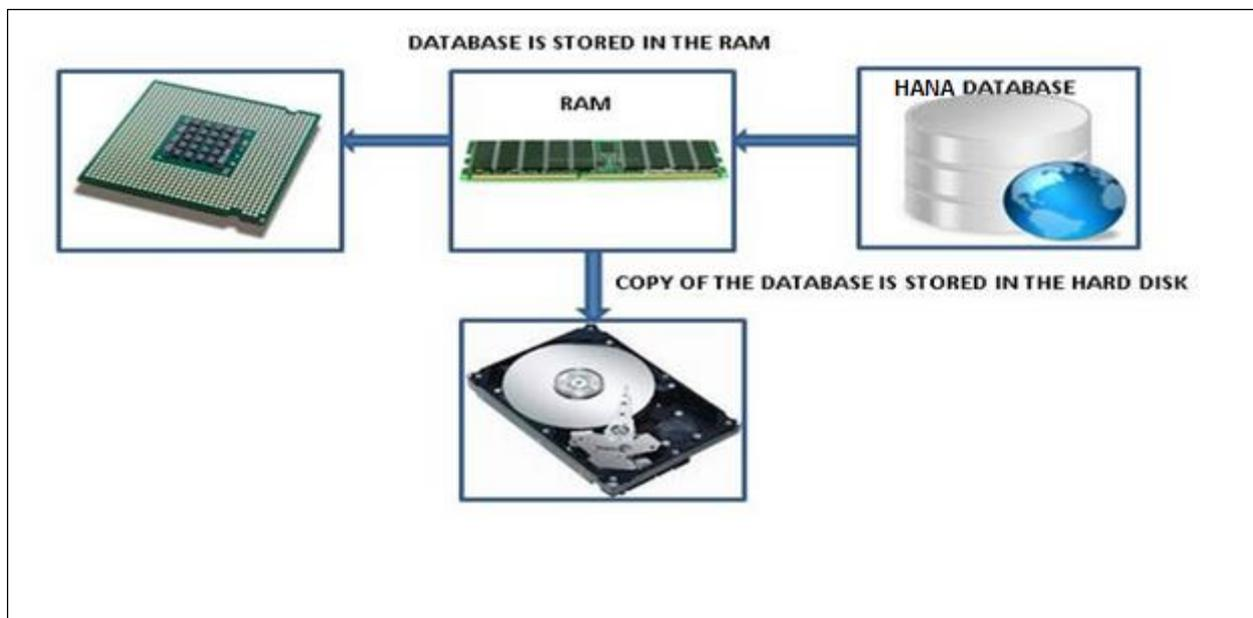 DATABASE IS STORED IN THE RAM
RAM
HANA DATABASE
COPY OF THE DATABASE IS STORED IN THE HARD DISK